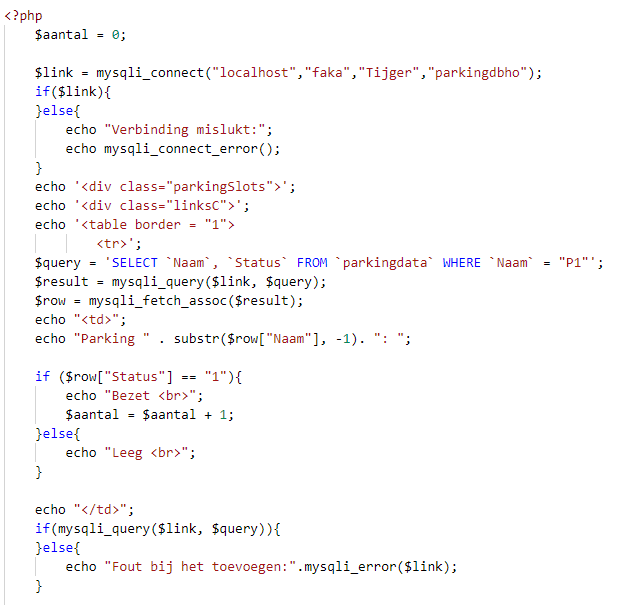 <?php
$aantal = 0;
$link = mysqli_connect("localhost","faka","Tijger","parkingdbho");
if($link){
}else{
echo "Verbinding mislukt:";
echo mysqli_connect_error();
}
echo '<div class="parkingSlots">';
echo '<div class="linksC">';
echo '<table border = "1">
<tr>';
$query = 'SELECT `Naam`, `Status` FROM `parkingdata` WHERE `Naam` = "P1"';
$result = mysqli_query($link, $query);
$row = mysqli_fetch_assoc($result);
echo "<td>";
echo "Parking " . substr($row["Naam"], -1). ": ";
if ($row["Status"] == "1"){
echo "Bezet <br>";
$aantal = $aantal + 1;
}else{
echo "Leeg <br>";
}
echo "</td>";
if(mysqli_query($link, $query)){
}else{
echo "Fout bij het toevoegen:".mysqli_error($link);
}